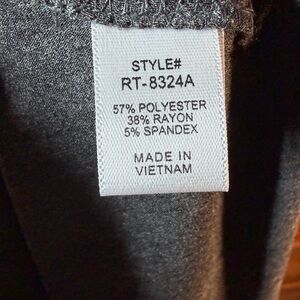 STYLE#
RT-8324A
57% POLYESTER
38% RAYON
5% SPANDEX
MADE IN
VIETNAM